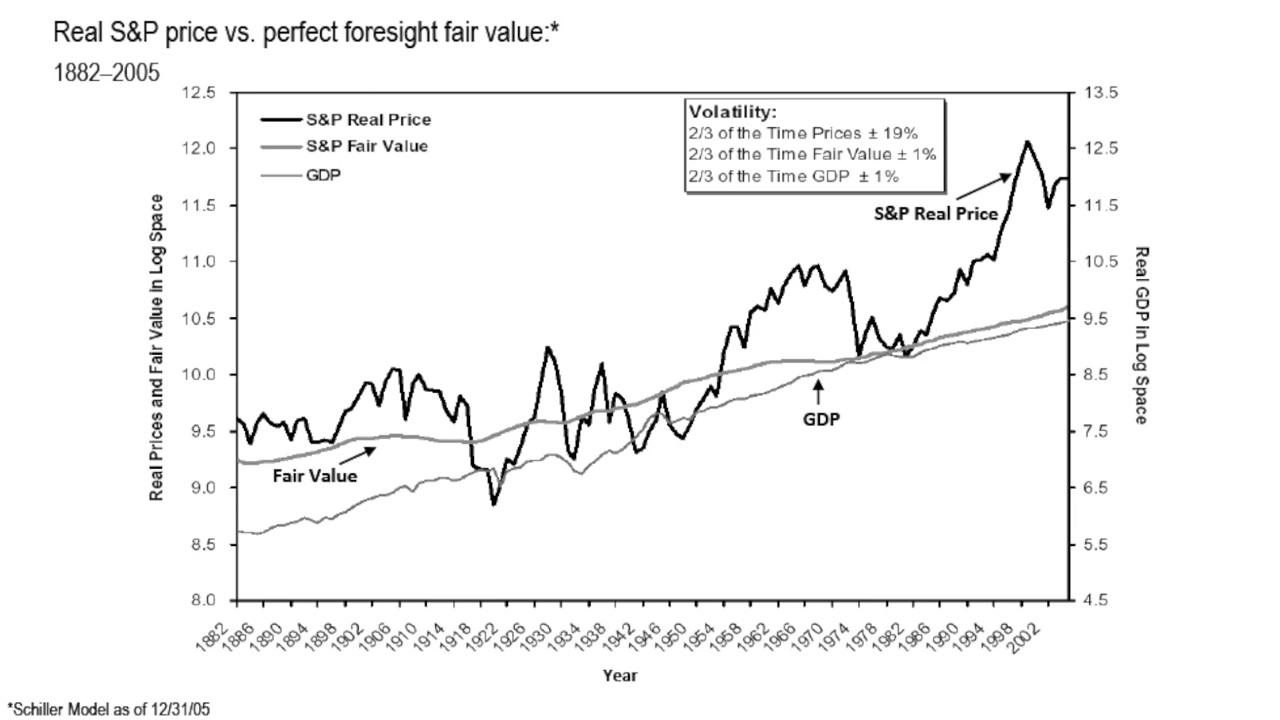 Real S&P price vs. perfect foresight fair value:*
1882–2005
12.5
12.0
11.5
11.0
10.5
10.0
9.5
9.0
8.5
8.0
Real Prices and Fair Value in Log Space
S&P Real Price
S&P Fair Value
GDP
Volatility:
2/3 of the Time Prices ± 19%
2/3 of the Time Fair Value ± 1%
2/3 of the Time GDP ± 1%
S&P Real Price
Fair Value
GDP
13.5
12.5
11.5
10.5
9.5
8.5
7.5
6.5
5.5
4.5
Real GDP in Log Space
1882 1886 1890 1894 1898 1902 1906 1910 1914 1918 1922 1926 1930 1934 1938 1942 1946 1950 1954 1958 1962 1966 1970 1974 1978 1982 1986 1990 1994 1998 2002
Year
*Schiller Model as of 12/31/05